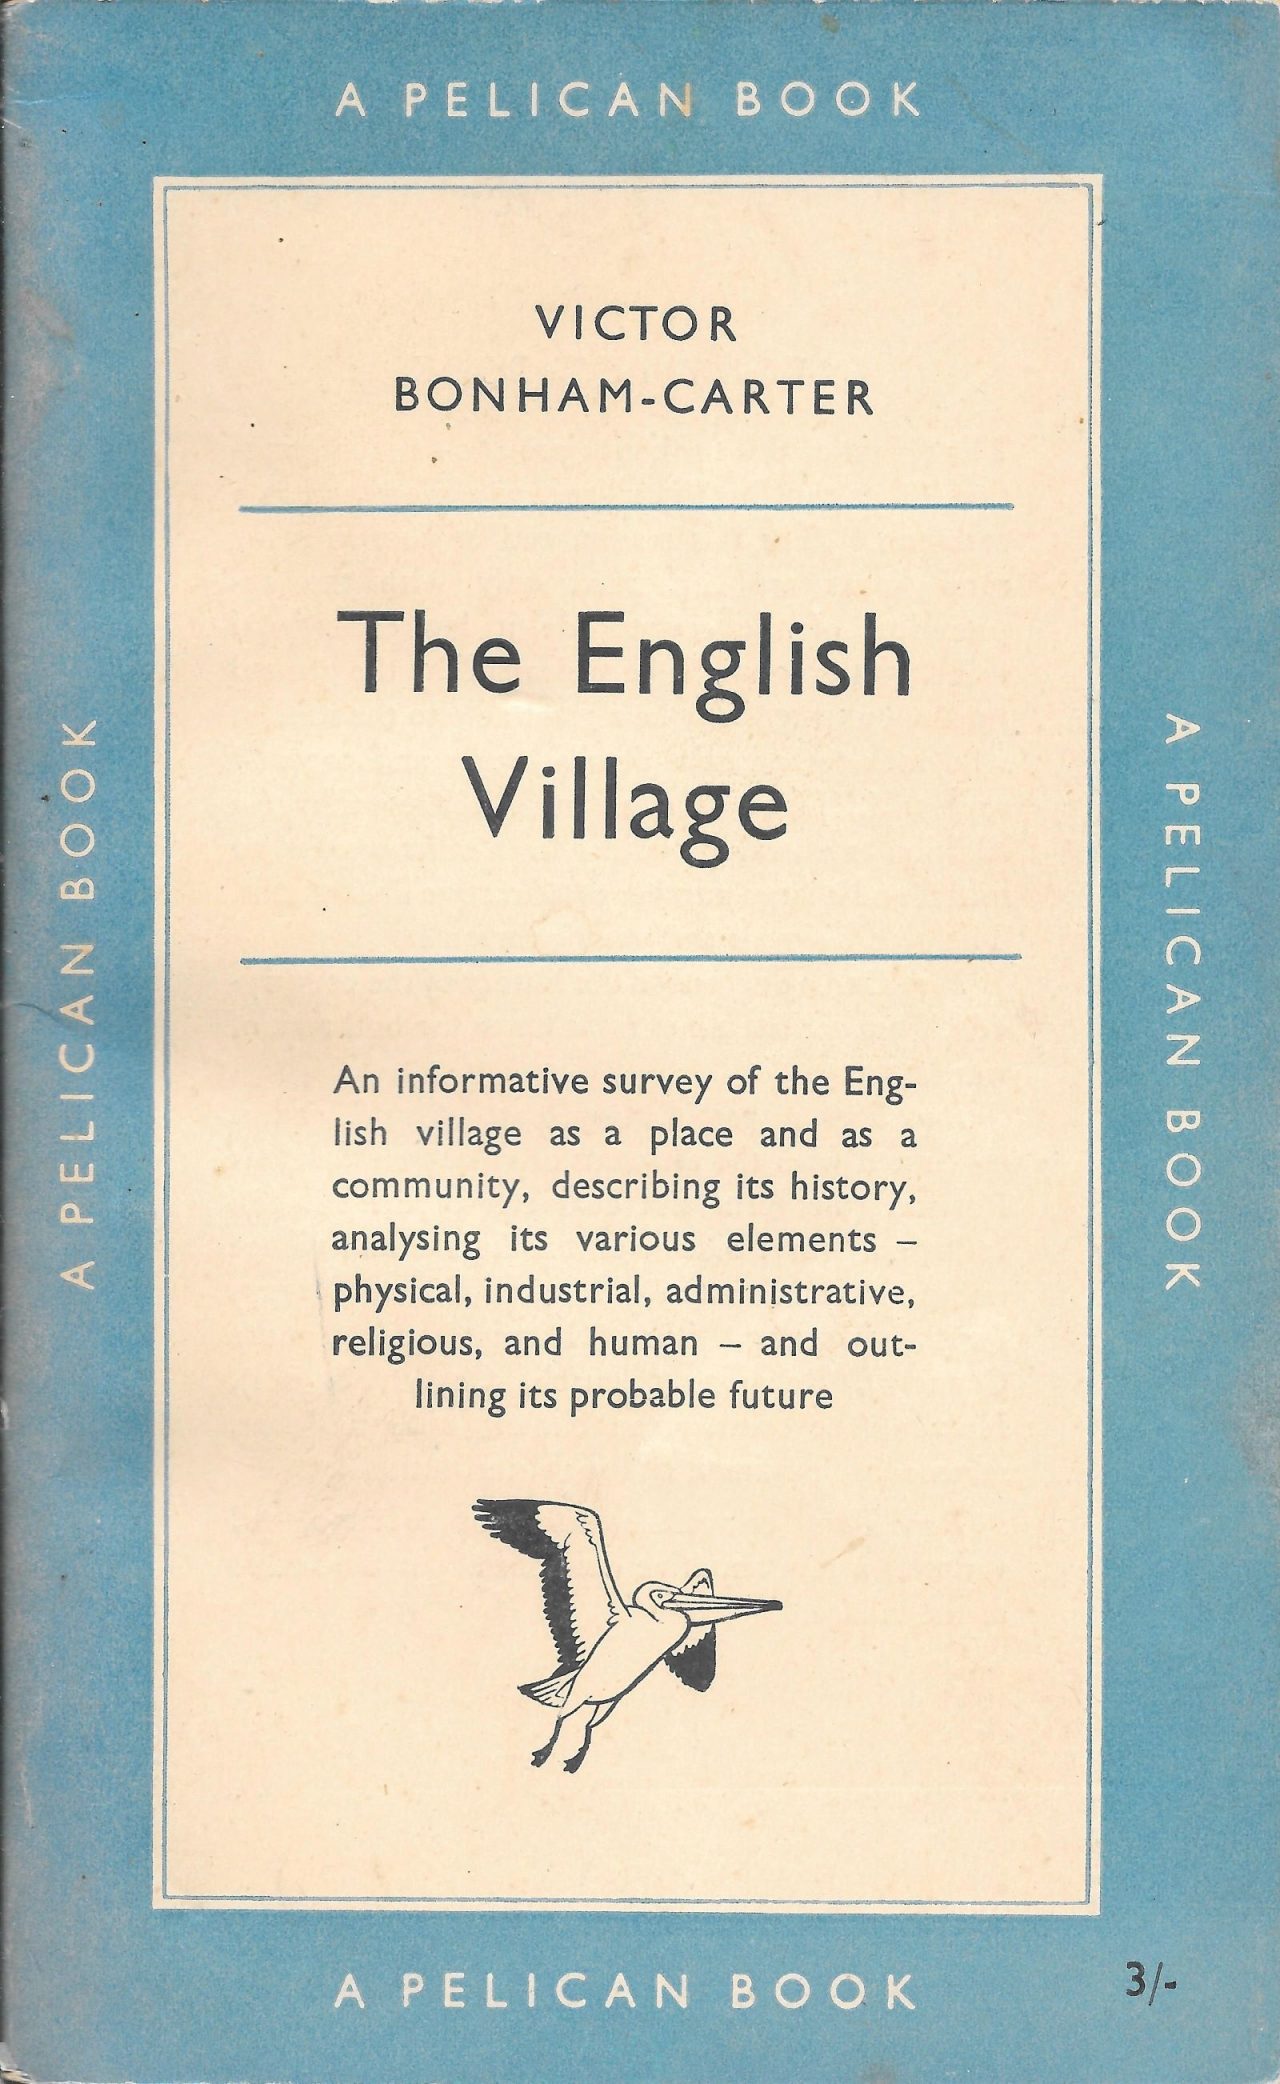 A PELICAN BOOK
VICTOR
BONHAM-CARTER
The English
Village
An informative survey of the Eng-
lish village as a place and as a
community, describing its history,
analysing its various elements –
physical, industrial, administrative,
religious, and human – and out-
lining its probable future
A PELICAN BOOK
A PELICAN BOOK
A PELICAN BOOK
3/-